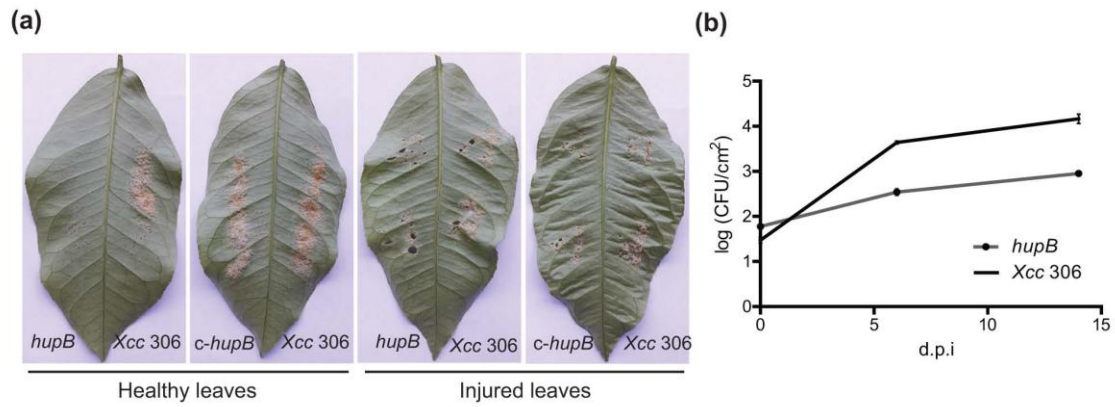 (a)
hupB
Xcc 306
c-hupB
Xcc 306
hupB
Xcc 306
c-hupB
Xcc 306
Healthy leaves
Injured leaves
(b)
log (CFU/cm²)
5
4
3
2
1
0
0
5
10
15
d.p.i
hupB
Xcc 306